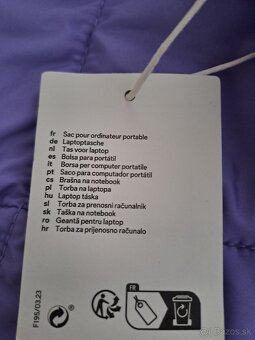 fr Sac pour ordinateur portable
de Laptoptasche
nl Tas voor laptop
es Bolsa para portátil
it Borsa per computer portatile
pt Saco para computador portátil
cs Brašna na notebook
pl Torba na laptopa
hu Laptop táska
sl Torba za prenosni računalnik
sk Taška na notebook
ro Geantă pentru laptop
hr Torba za prijenosno računalo
F195/03.23
FR
bazos.sk